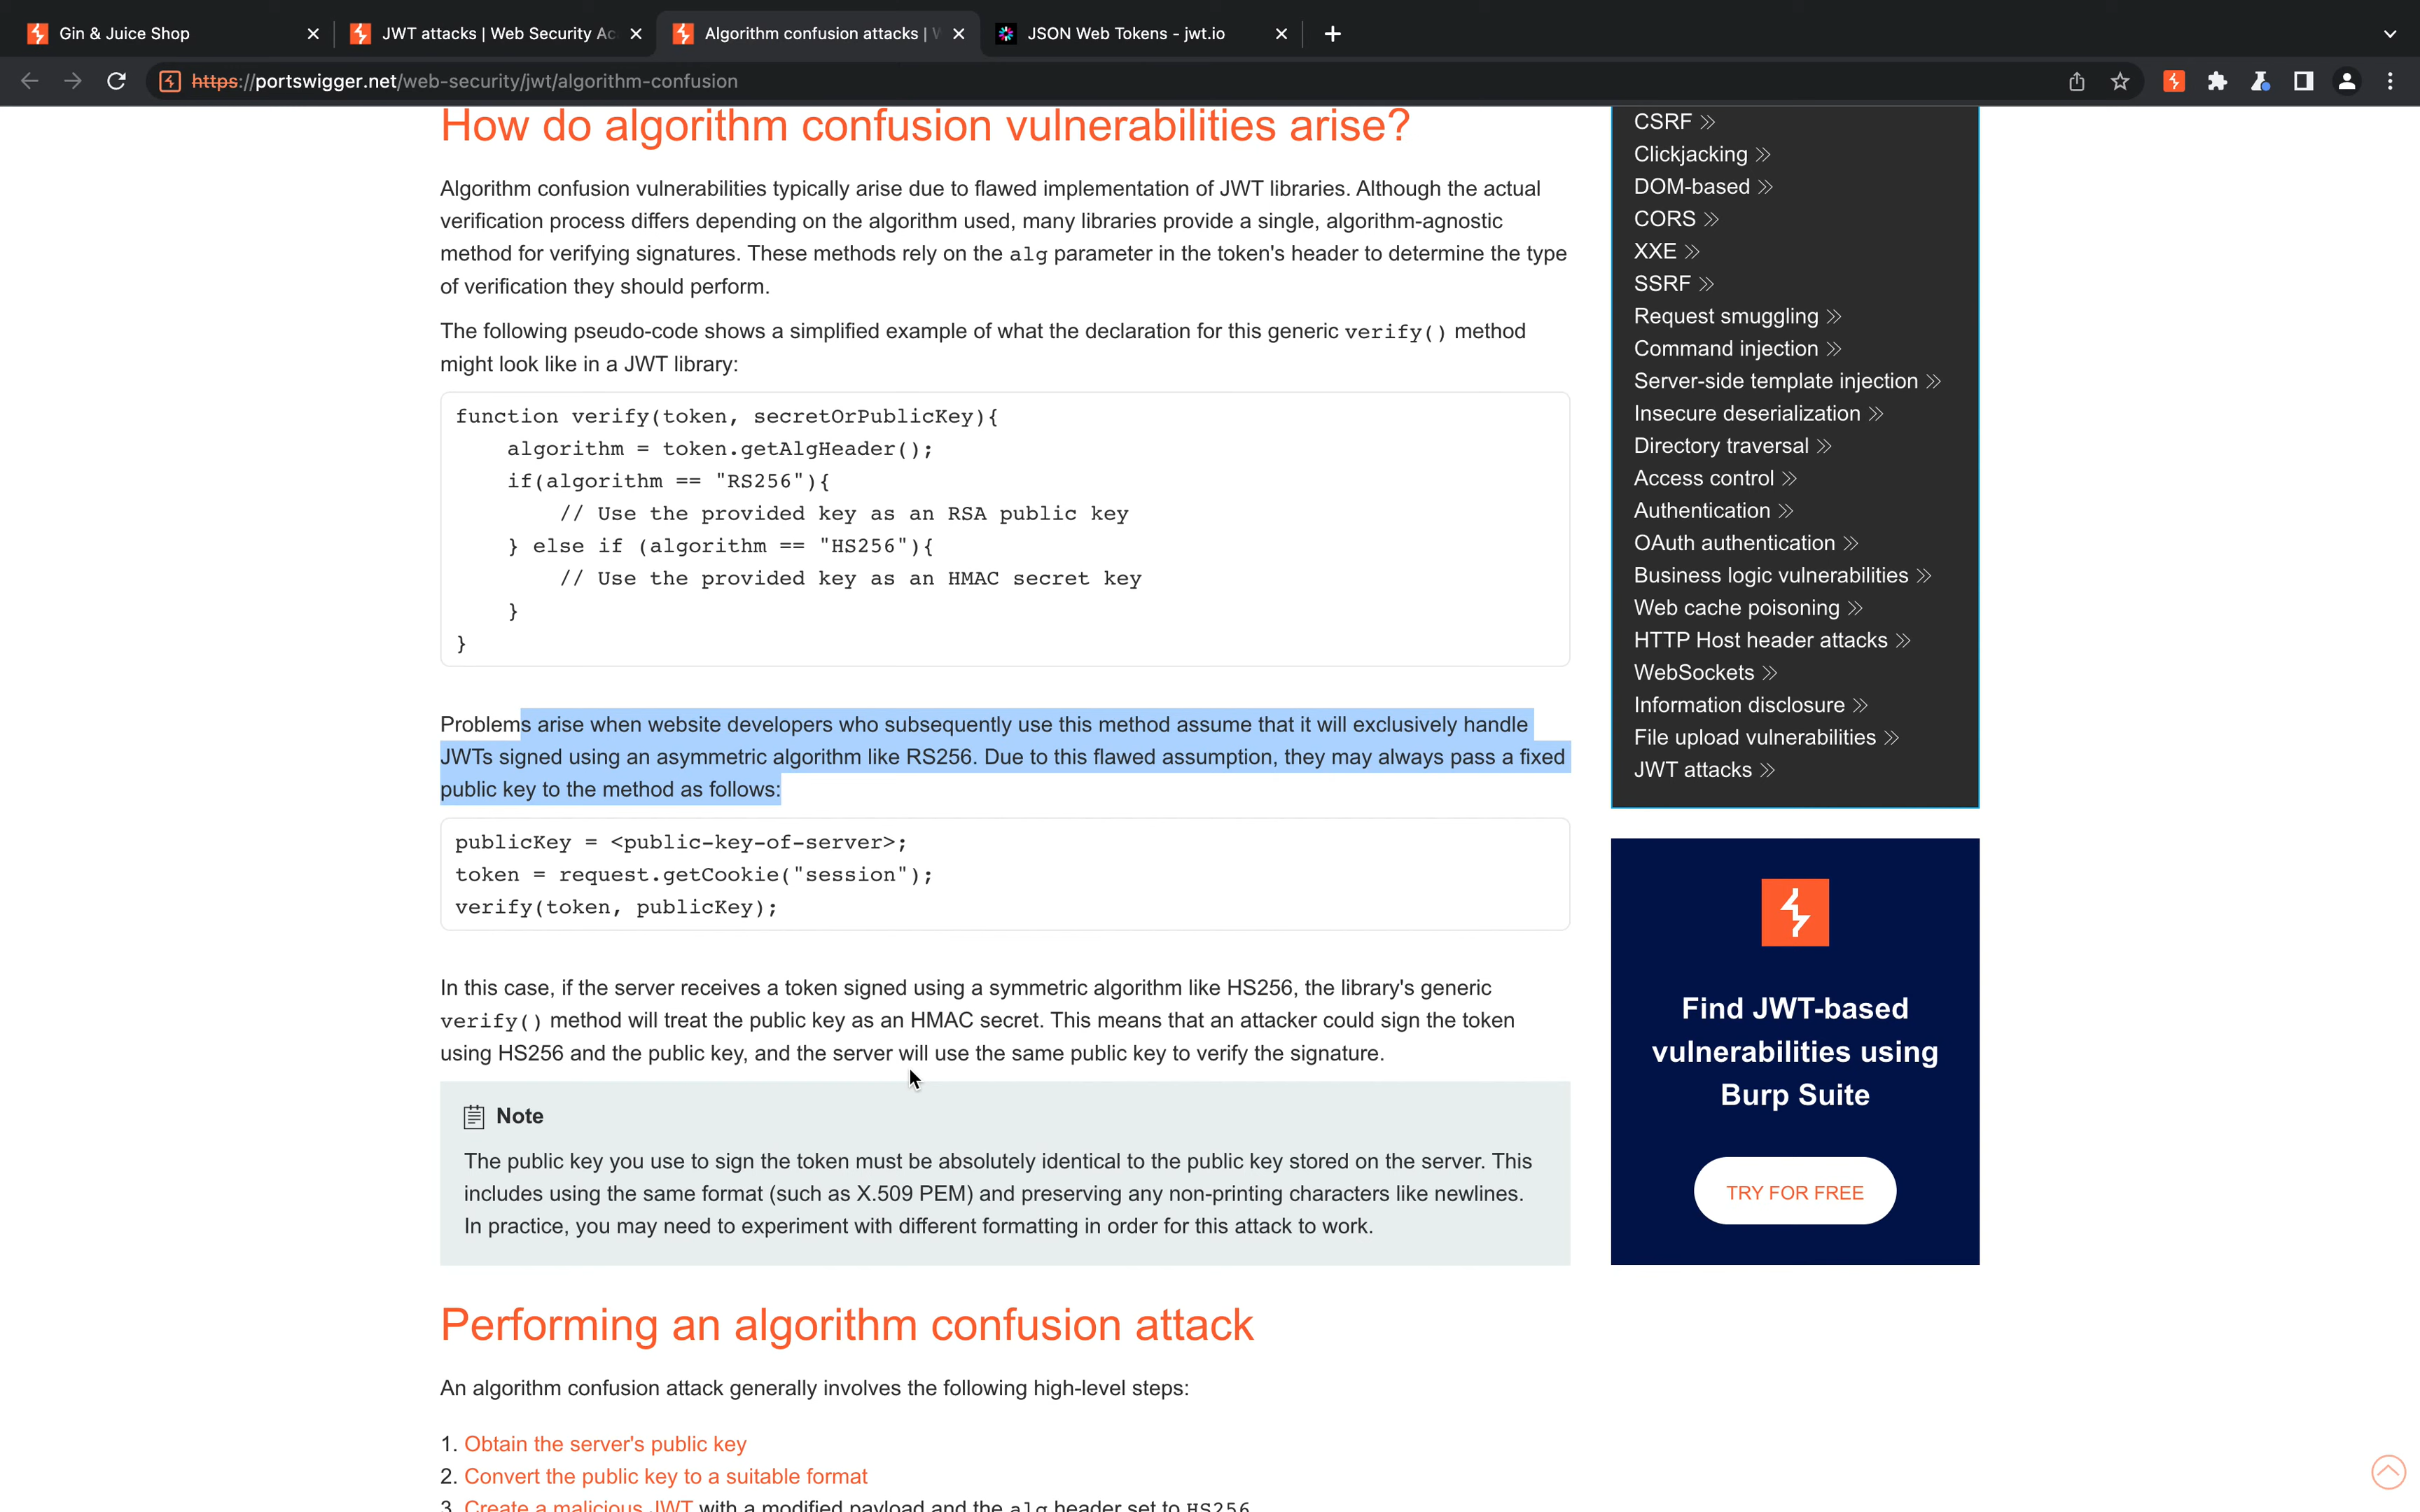 Gin & Juice Shop
JWT attacks | Web Security Ac
Algorithm confusion attacks | W
JSON Web Tokens - jwt.io
https://portswigger.net/web-security/jwt/algorithm-confusion
How do algorithm confusion vulnerabilities arise?
Algorithm confusion vulnerabilities typically arise due to flawed implementation of JWT libraries. Although the actual
verification process differs depending on the algorithm used, many libraries provide a single, algorithm-agnostic
method for verifying signatures. These methods rely on the alg parameter in the token's header to determine the type
of verification they should perform.
The following pseudo-code shows a simplified example of what the declaration for this generic verify() method
might look like in a JWT library:
function verify(token, secretOrPublicKey){
algorithm = token.getAlgHeader();
if(algorithm == "RS256"){
// Use the provided key as an RSA public key
} else if (algorithm == "HS256"){
// Use the provided key as an HMAC secret key
}
}
Problems arise when website developers who subsequently use this method assume that it will exclusively handle
JWTs signed using an asymmetric algorithm like RS256. Due to this flawed assumption, they may always pass a fixed
public key to the method as follows:
publicKey = <public-key-of-server>;
token = request.getCookie("session");
verify(token, publicKey);
In this case, if the server receives a token signed using a symmetric algorithm like HS256, the library's generic
verify() method will treat the public key as an HMAC secret. This means that an attacker could sign the token
using HS256 and the public key, and the server will use the same public key to verify the signature.
Note
The public key you use to sign the token must be absolutely identical to the public key stored on the server. This
includes using the same format (such as X.509 PEM) and preserving any non-printing characters like newlines.
In practice, you may need to experiment with different formatting in order for this attack to work.
Performing an algorithm confusion attack
An algorithm confusion attack generally involves the following high-level steps:
1. Obtain the server's public key
2. Convert the public key to a suitable format
3. Create a malicious JWT with a modified payload and the alg header set to HS256
CSRF
Clickjacking
DOM-based
CORS
XXE
SSRF
Request smuggling
Command injection
Server-side template injection
Insecure deserialization
Directory traversal
Access control
Authentication
OAuth authentication
Business logic vulnerabilities
Web cache poisoning
HTTP Host header attacks
WebSockets
Information disclosure
File upload vulnerabilities
JWT attacks
Find JWT-based
vulnerabilities using
Burp Suite
TRY FOR FREE